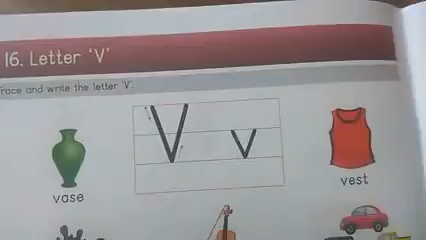 16. Letter 'V'
race and write the letter 'V'.
V v
vase
vest